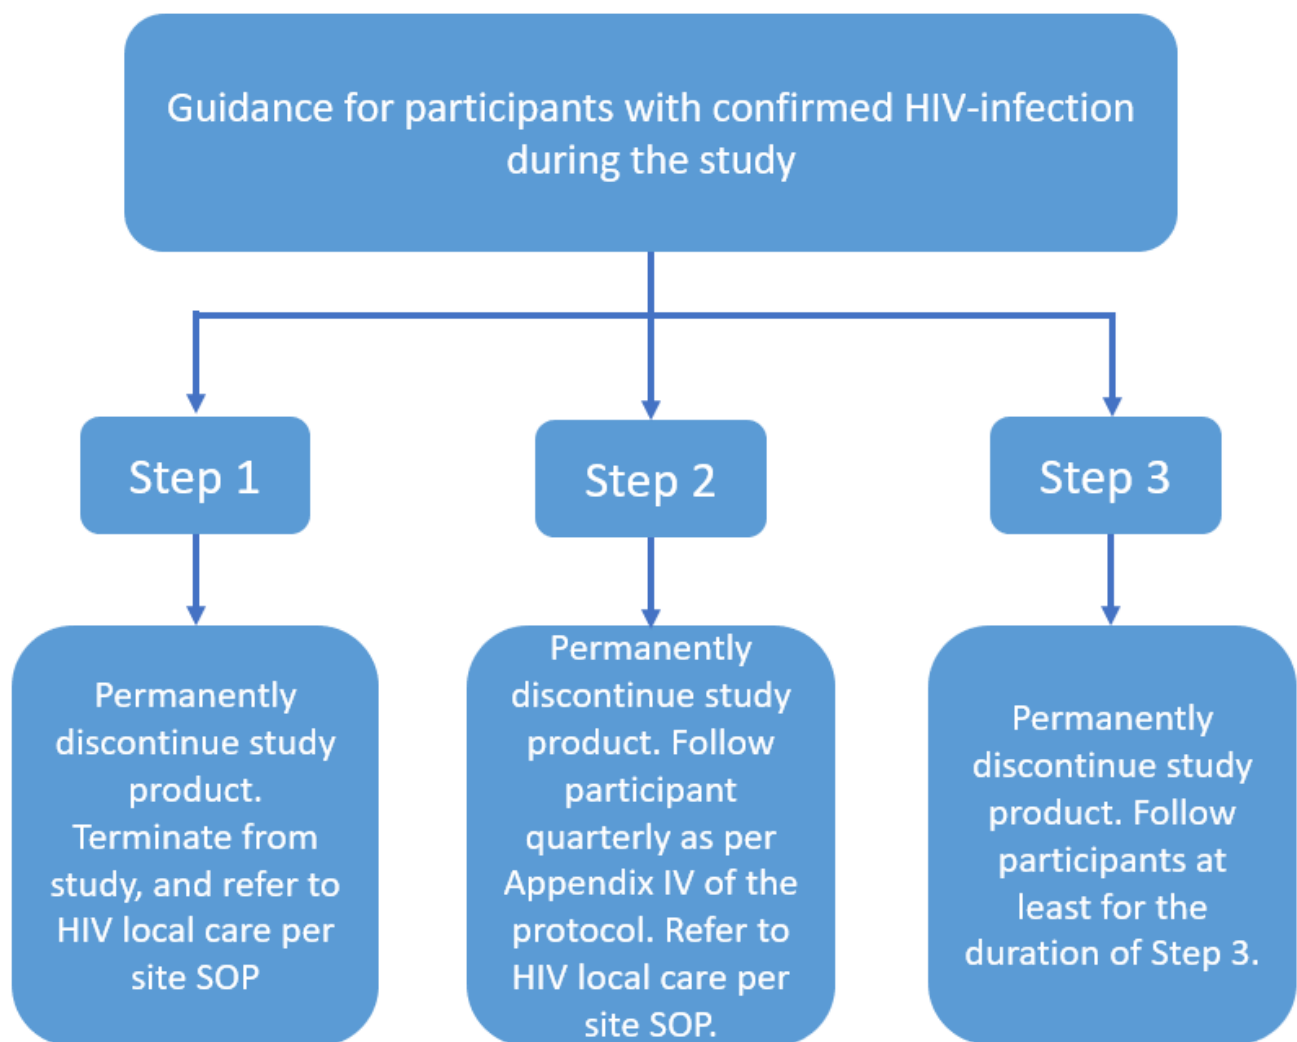 Guidance for participants with confirmed HIV-infection
during the study
Step 1
Step 2
Step 3
Permanently
discontinue study
product.
Terminate from
study, and refer to
HIV local care per
site SOP
Permanently
discontinue study
product. Follow
participant
quarterly as per
Appendix IV of the
protocol. Refer to
HIV local care per
site SOP.
Permanently
discontinue study
product. Follow
participants at
least for the
duration of Step 3.